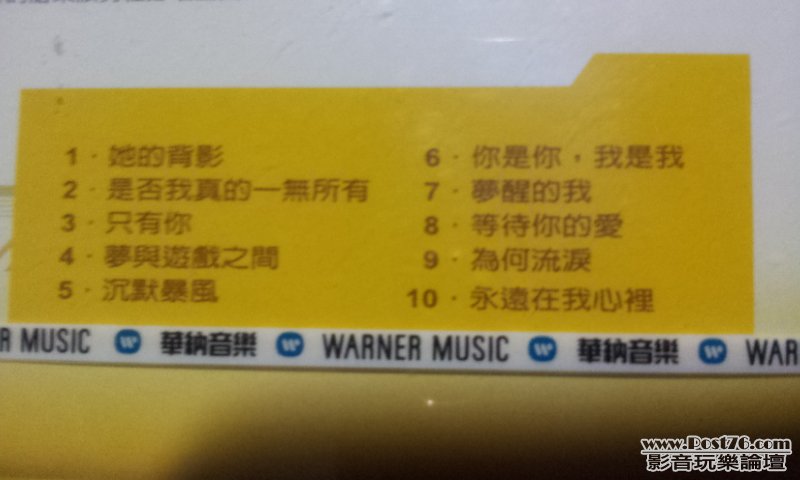 1．她的背影
2．是否我真的一無所有
3．只有你
4．夢與遊戲之間
5．沉默暴風
6．你是你，我是我
7．夢醒的我
8．等待你的愛
9．為何流淚
10．永遠在我心裡
R MUSIC 華納音樂 WARNER MUSIC 華納音樂 WAR
www.Post76.com
影音玩樂論壇